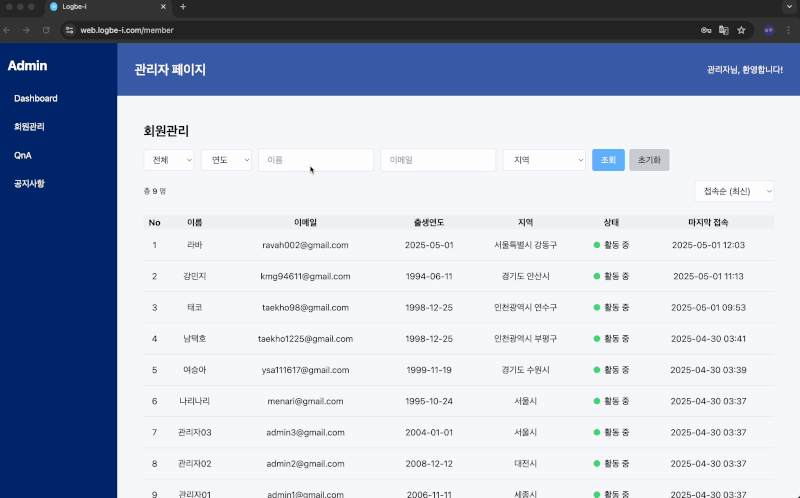 Logbe-i
web.logbe-i.com/member
Admin
관리자 페이지
관리자님, 환영합니다!
Dashboard
회원관리
QnA
공지사항
회원관리
전체 연도 이름 이메일 지역 조회 초기화
총 9 명
접속순 (최신)
No 이름 이메일 출생연도 지역 상태 마지막 접속
1 라바 ravah002@gmail.com 2025-05-01 서울특별시 강동구 활동 중 2025-05-01 12:03
2 강민지 kmg94611@gmail.com 1994-06-11 경기도 안산시 활동 중 2025-05-01 11:13
3 태코 taekho98@gmail.com 1998-12-25 인천광역시 연수구 활동 중 2025-05-01 09:53
4 남택호 taekho1225@gmail.com 1998-12-25 인천광역시 부평구 활동 중 2025-04-30 03:41
5 여승아 ysa111617@gmail.com 1999-11-19 경기도 수원시 활동 중 2025-04-30 03:39
6 나리나리 menari@gmail.com 1995-10-24 서울시 활동 중 2025-04-30 03:37
7 관리자03 admin3@gmail.com 2004-01-01 서울시 활동 중 2025-04-30 03:37
8 관리자02 admin2@gmail.com 2008-12-12 대전시 활동 중 2025-04-30 03:37
9 관리자01 admin1@gmail.com 2006-11-11 세종시 활동 중 2025-04-30 03:37